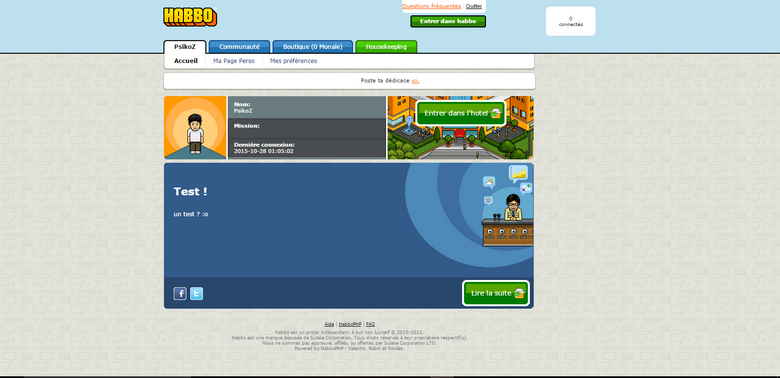 HABBO
Questions fréquentes | Quitter
Entrer dans habbo
0
connectés
PsikoZ
Communauté
Boutique (0 Monaie)
Housekeeping
Accueil
Ma Page Perso
Mes préférences
Poste ta dédicace ici.
Nom:
PsikoZ
Mission:
Dernière connexion:
2015-10-28 01:05:02
Entrer dans l'hotel
Test !
un test ? :o
Lire la suite
Aide | HabboPHP | FAQ
Habbo est un projet indépendant, à but non lucratif © 2010-2012.
Habbo est une marque déposée de Sulake Corporation. Tous droits réservés à leur propriétaire respectif(s).
Nous ne sommes pas approuvé, affiliés, ou offertes par Sulake Corporation LTD.
Powered by HabboPHP - Valentin, Robin et Nicolas.